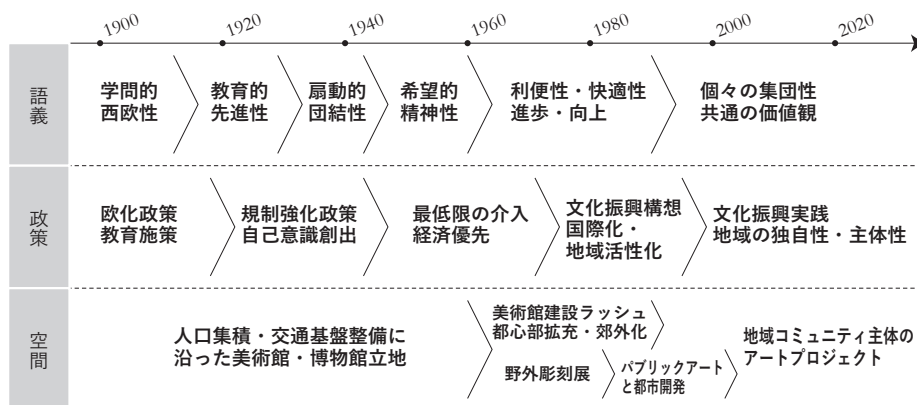 1900
1920
1940
1960
1980
2000
2020
語義
学問的
西欧性
教育的
先進性
扇動的
団結性
希望的
精神性
利便性・快適性
進歩・向上
個々の集団性
共通の価値観
政策
欧化政策
教育施策
規制強化政策
自己意識創出
最低限の介入
経済優先
文化振興構想
国際化・
地域活性化
文化振興実践
地域の独自性・主体性
空間
人口集積・交通基盤整備に
沿った美術館・博物館立地
美術館建設ラッシュ
都心部拡充・郊外化
野外彫刻展
パブリックアート
と都市開発
地域コミュニティ主体の
アートプロジェクト